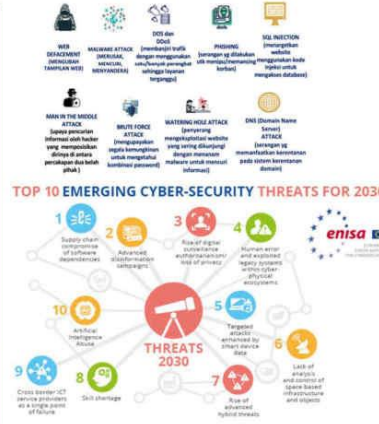 WEB
DEFACEMENT
(MENGUBAH
TAMPILAN WEB)
MALWARE ATTACK
(MERUSAK,
MENCURI,
MENYANDERA)
DOS dan
DDoS
(membanjiri trafik
dengan menggunakan
satu/banyak perangkat
sehingga layanan
terganggu)
PHISHING
(serangan yg dilakukan
utk menipu/memancing
korban)
SQL INJECTION
(menargetkan
website
menggunakan kode
injeksi untuk
mengakses database)
MAN IN THE MIDDLE
ATTACK
(upaya pencurian
informasi oleh hacker
yang memposisikan
dirinya di antara
percakapan dua belah
pihak)
BRUTE FORCE
ATTACK
(mengupayakan
segala kemungkinan
untuk mengetahui
kombinasi password)
WATERING HOLE ATTACK
(penyerang
mengeksploitasi website
yang sering dikunjungi
dengan menanam
malware untuk mencuri
informasi)
DNS (Domain Name
Server)
ATTACK
(serangan yg
memanfaatkan kerentanan
pada sistem kerentanan
domain)
TOP 10 EMERGING CYBER-SECURITY THREATS FOR 2030
1
Supply chain
compromise
of software
dependencies
2
Advanced
disinformation
campaigns
3
Rise of digital
surveillance
authoritarianism/
loss of privacy
4
Human error
and exploited
legacy systems
within cyber-
physical
ecosystems
enisa
5
Targeted
attacks
enhanced by
smart device
data
6
Lack of
analysis
and control of
space-based
infrastructure
and objects
7
Rise of
advanced
hybrid threats
8
Skill shortage
9
Cross border ICT
service providers
as a single point
of failure
10
Artificial
Intelligence
Abuse
THREATS
2030